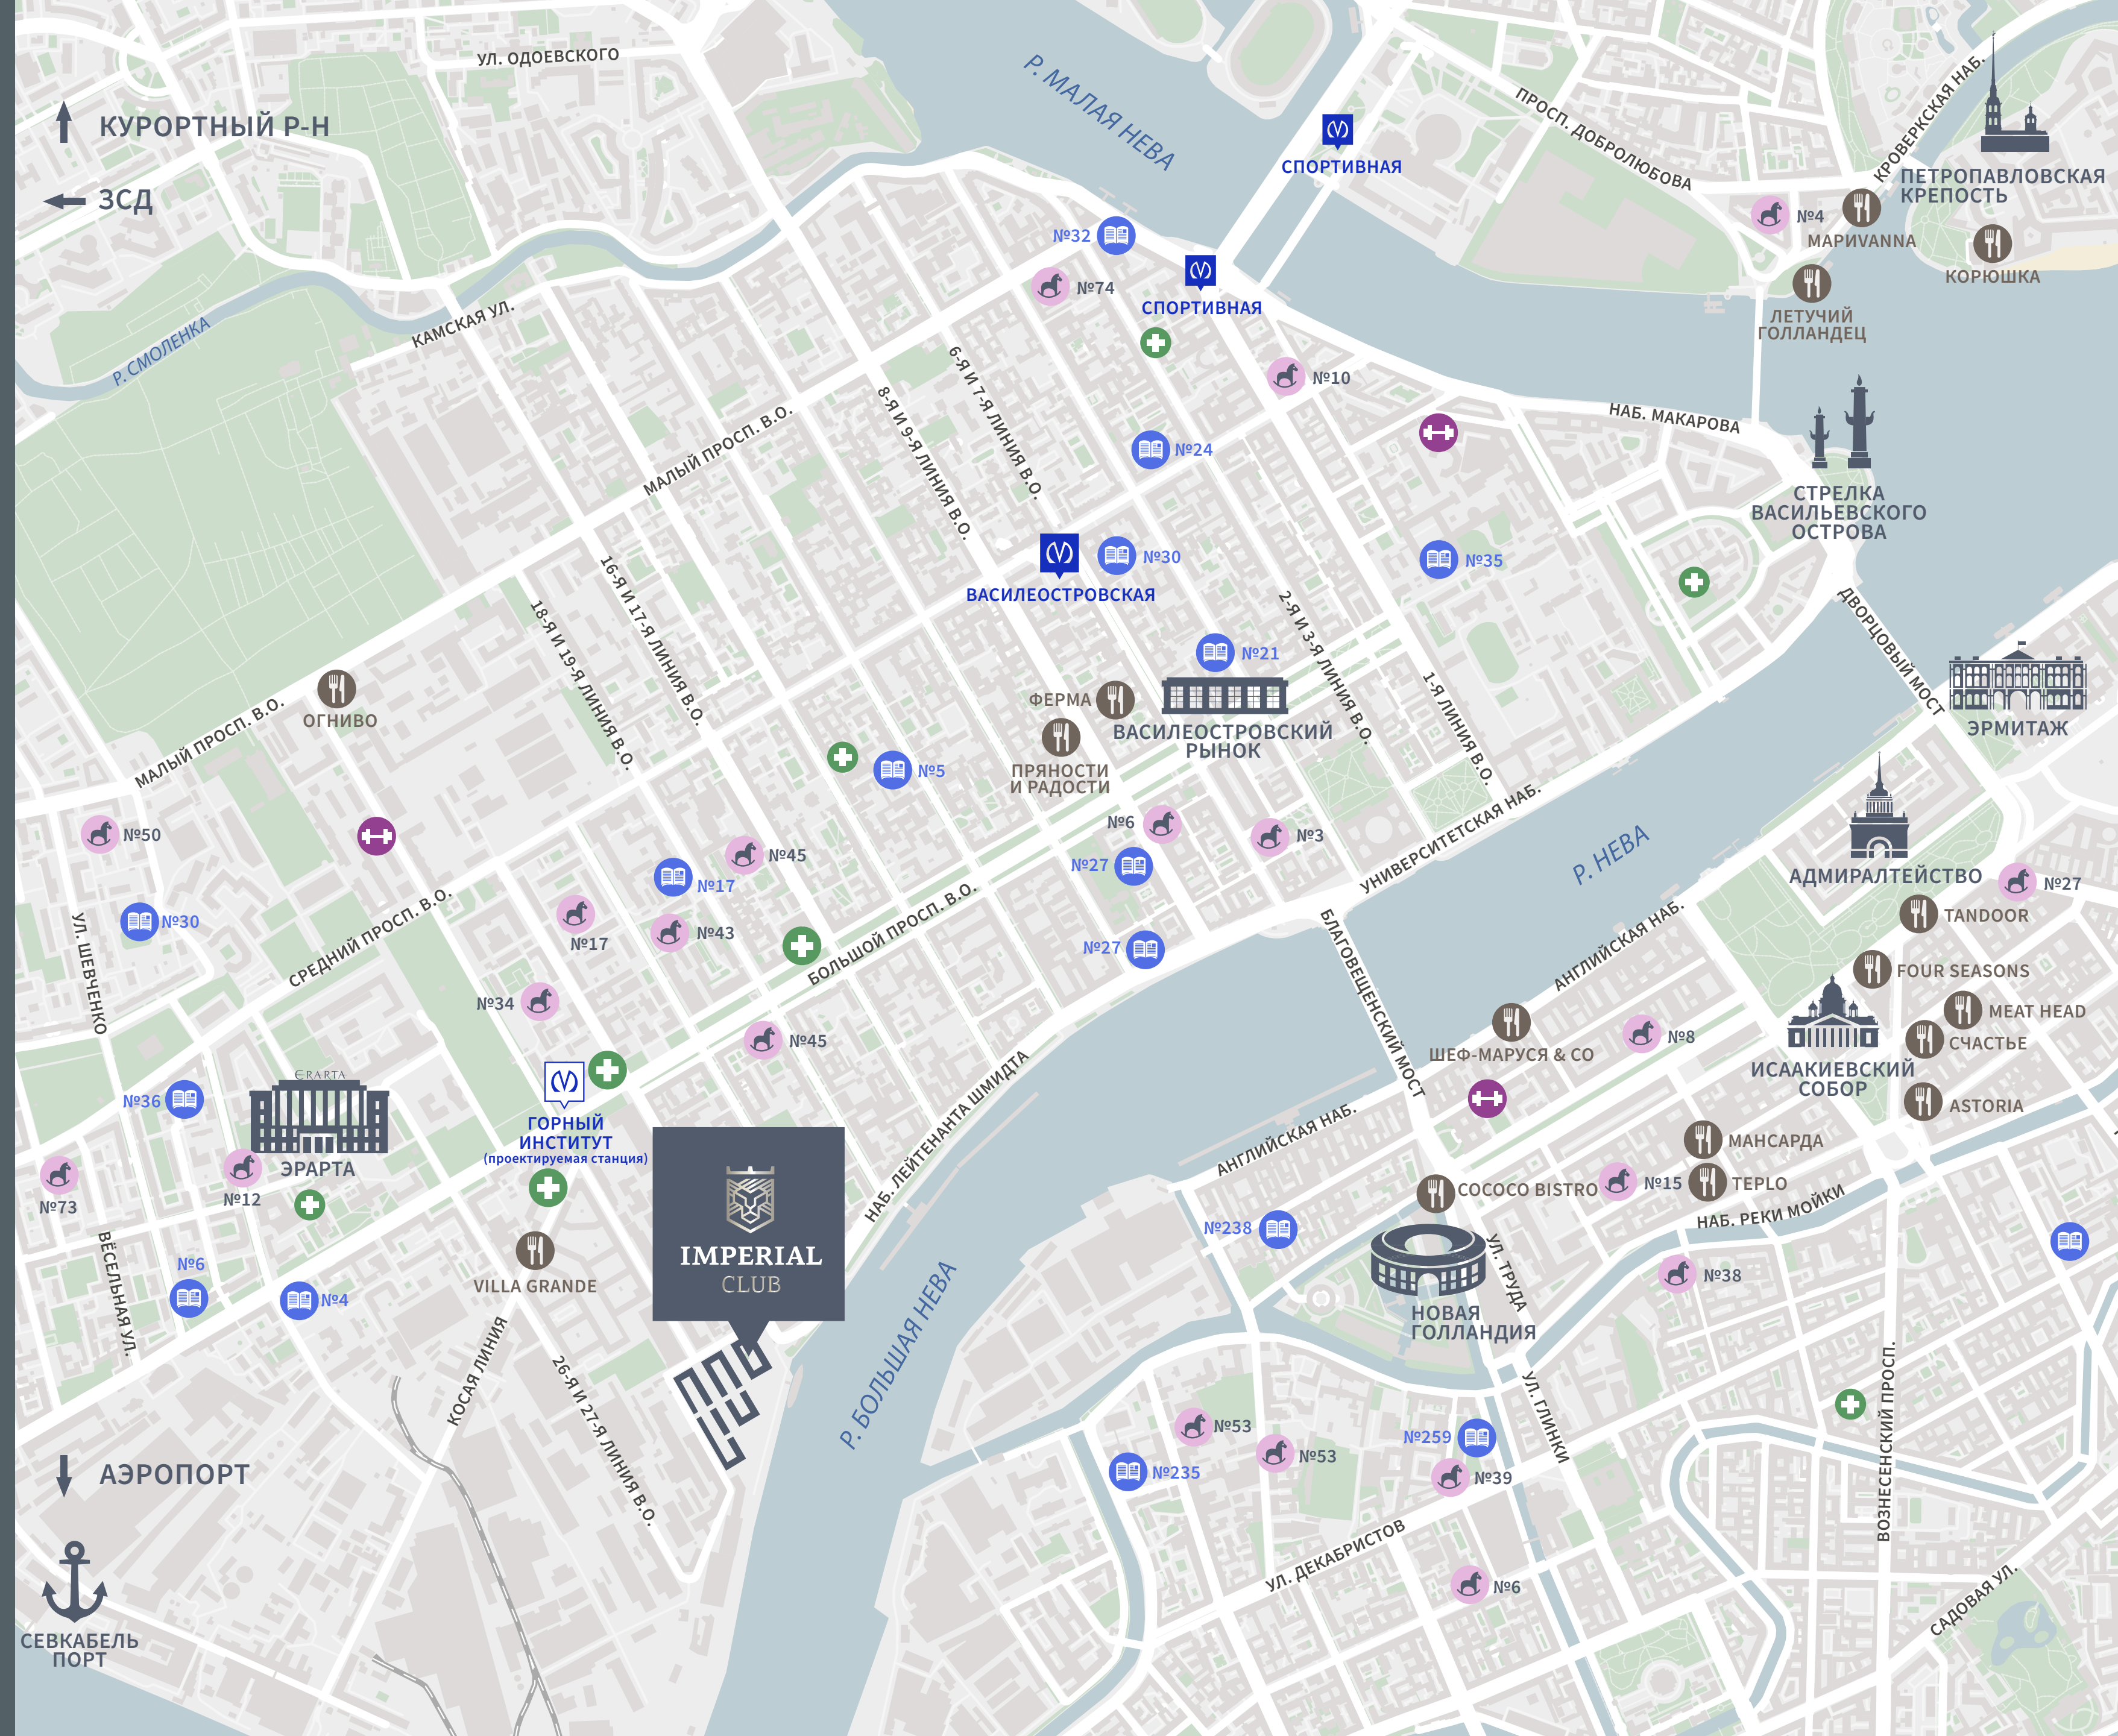 УЛ. ОДОЕВСКОГО
КУРОРТНЫЙ Р-Н
ЗСД
Р. СМОЛЕНКА
КАМСКАЯ УЛ.
Р. МАЛАЯ НЕВА
СПОРТИВНАЯ
ПРОСП. ДОБРОЛЮБОВА
КРОВЕРКСКАЯ НАБ.
ПЕТРОПАВЛОВСКАЯ
КРЕПОСТЬ
№4
МАРИVANNA
КОРЮШКА
ЛЕТУЧИЙ
ГОЛЛАНДЕЦ
№32
№74
СПОРТИВНАЯ
№10
НАБ. МАКАРОВА
МАЛЫЙ ПРОСП. В.О.
8-Я И 9-Я ЛИНИЯ В.О.
6-Я И 7-Я ЛИНИЯ В.О.
№24
СТРЕЛКА
ВАСИЛЬЕВСКОГО
ОСТРОВА
№30
ВАСИЛЕОСТРОВСКАЯ
№35
16-Я И 17-Я ЛИНИЯ В.О.
18-Я И 19-Я ЛИНИЯ В.О.
2-Я И 3-Я ЛИНИЯ В.О.
1-Я ЛИНИЯ В.О.
ДВОРЦОВЫЙ МОСТ
№21
ЭРМИТАЖ
ОГНИВО
МАЛЫЙ ПРОСП. В.О.
ФЕРМА
ВАСИЛЕОСТРОВСКИЙ
РЫНОК
ПРЯНОСТИ
И РАДОСТИ
№5
№50
№45
№17
№6
№3
№27
УНИВЕРСИТЕТСКАЯ НАБ.
Р. НЕВА
АДМИРАЛТЕЙСТВО
№27
TANDOOR
№30
УЛ. ШЕВЧЕНКО
СРЕДНИЙ ПРОСП. В.О.
№17
№43
БОЛЬШОЙ ПРОСП. В.О.
№27
БЛАГОВЕЩЕНСКИЙ МОСТ
АНГЛИЙСКАЯ НАБ.
FOUR SEASONS
MEAT HEAD
СЧАСТЬЕ
№34
№45
ШЕФ-МАРУСЯ & CO
№8
ИСААКИЕВСКИЙ
СОБОР
ASTORIA
№36
ERARTA
ЭРАРТА
ГОРНЫЙ
ИНСТИТУТ
(проектируемая станция)
НАБ. ЛЕЙТЕНАНТА ШМИДТА
АНГЛИЙСКАЯ НАБ.
МАНСАРДА
№73
№12
COCOCO BISTRO
№15
TEPLO
НАБ. РЕКИ МОЙКИ
IMPERIAL
CLUB
№238
УЛ. ТРУДА
НОВАЯ
ГОЛЛАНДИЯ
№38
ВЁСЕЛЬНАЯ УЛ.
№6
№4
VILLA GRANDE
КОСАЯ ЛИНИЯ
26-Я И 27-Я ЛИНИЯ В.О.
Р. БОЛЬШАЯ НЕВА
УЛ. ГЛИНКИ
ВОЗНЕСЕНСКИЙ ПРОСП.
№53
№53
№259
№235
№39
АЭРОПОРТ
УЛ. ДЕКАБРИСТОВ
№6
САДОВАЯ УЛ.
СЕВКАБЕЛЬ
ПОРТ